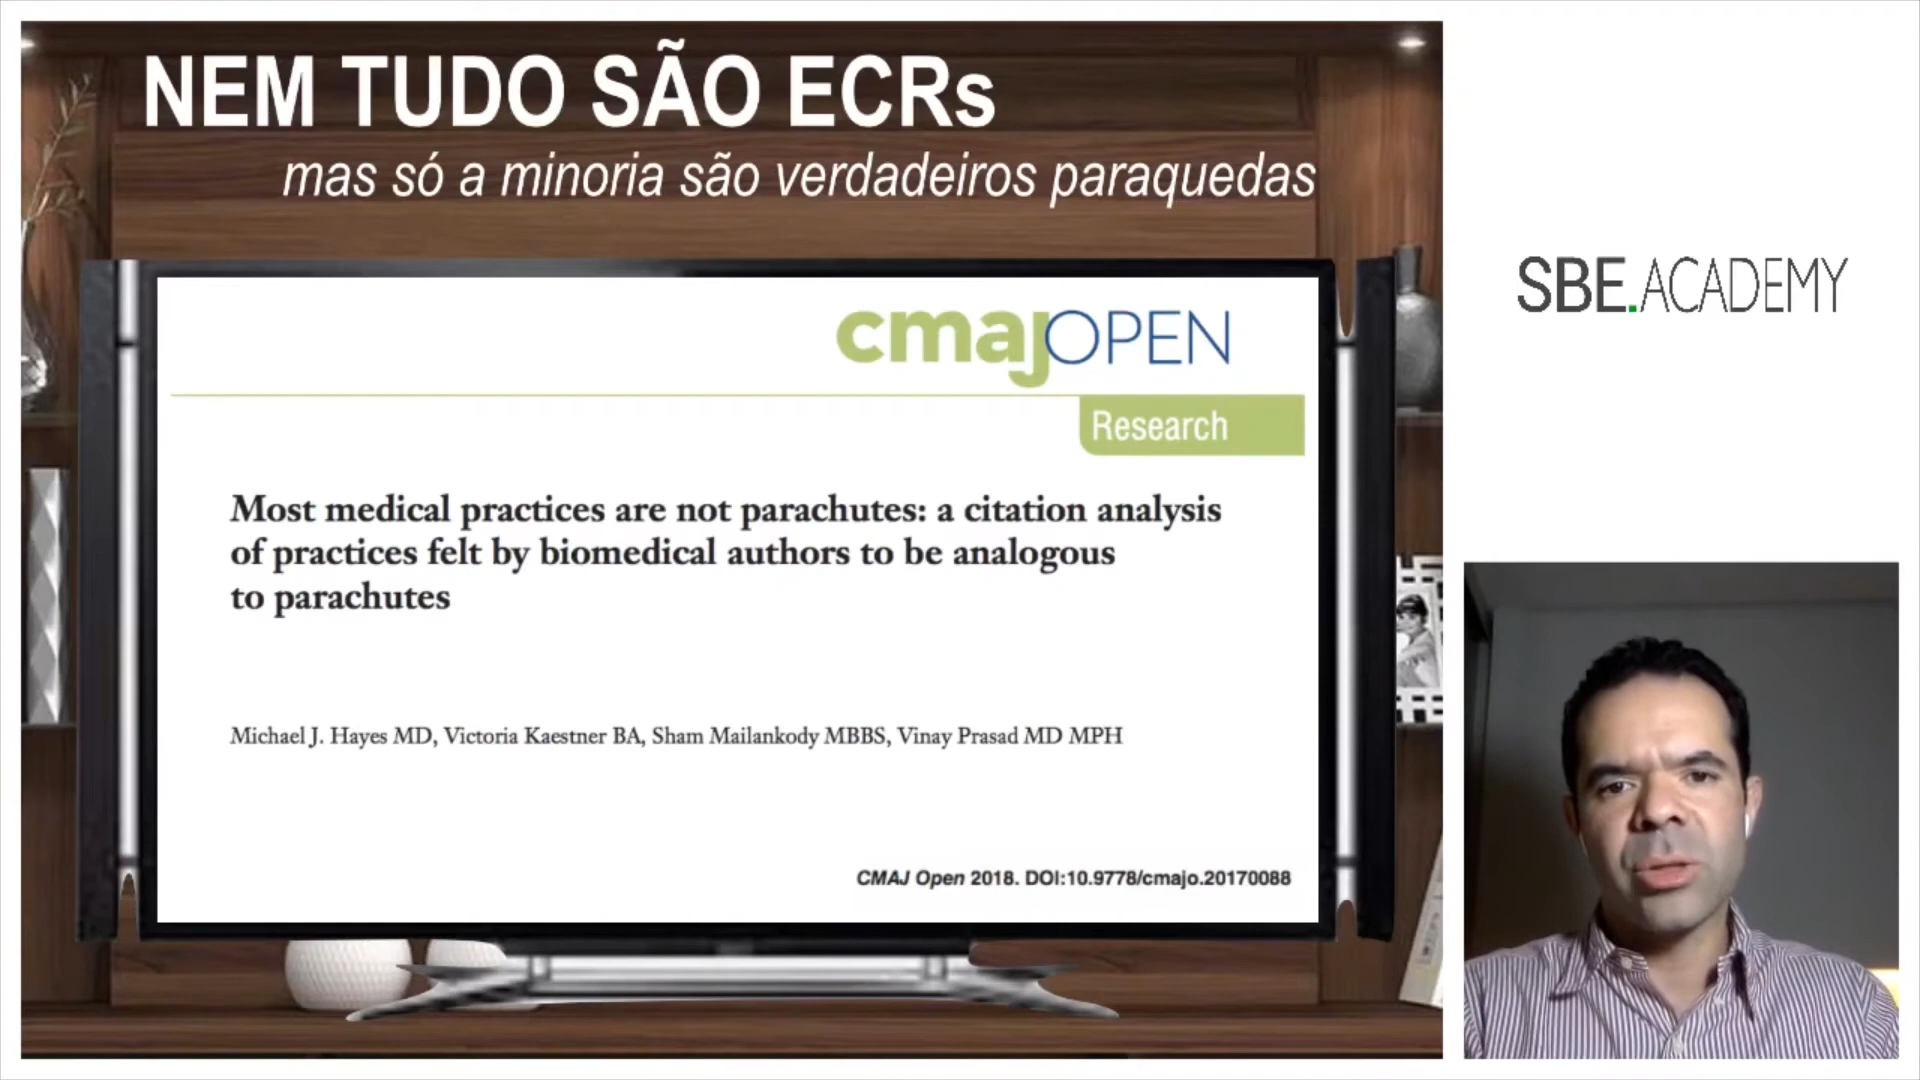 NEM TUDO SÃO ECRs
mas só a minoria são verdadeiros paraquedas
cmajOPEN
Research
Most medical practices are not parachutes: a citation analysis
of practices felt by biomedical authors to be analogous
to parachutes
Michael J. Hayes MD, Victoria Kaestner BA, Sham Mailankody MBBS, Vinay Prasad MD MPH
CMAJ Open 2018. DOI:10.9778/cmajo.20170088
SBE.ACADEMY